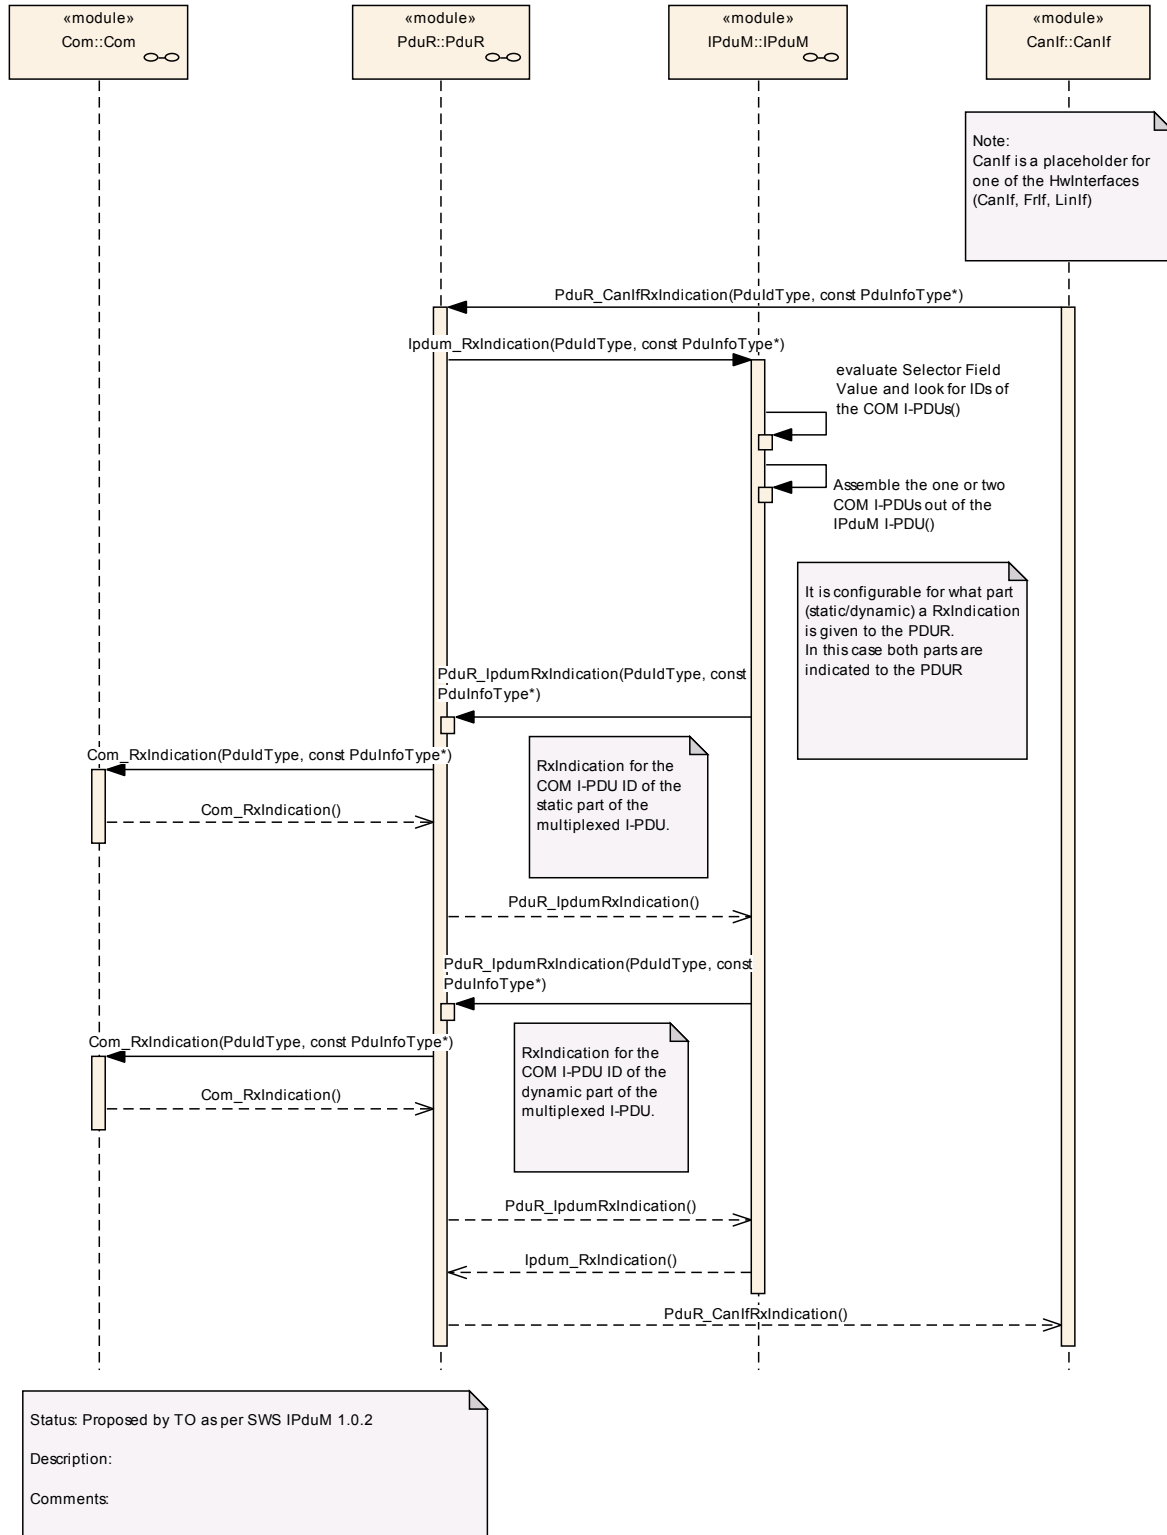 «module»
Com::Com
«module»
PduR::PduR
«module»
IPduM::IPduM
«module»
CanIf::CanIf
Note:
CanIf is a placeholder for
one of the HwInterfaces
(CanIf, FrIf, LinIf)
PduR_CanIfRxIndication(PduIdType, const PduInfoType*)
Ipdum_RxIndication(PduIdType, const PduInfoType*)
evaluate Selector Field
Value and look for IDs of
the COM I-PDUs()
Assemble the one or two
COM I-PDUs out of the
IPduM I-PDU()
It is configurable for what part
(static/dynamic) a RxIndication
is given to the PDUR.
In this case both parts are
indicated to the PDUR
PduR_IpdumRxIndication(PduIdType, const
PduInfoType*)
Com_RxIndication(PduIdType, const PduInfoType*)
RxIndication for the
COM I-PDU ID of the
static part of the
multiplexed I-PDU.
Com_RxIndication()
PduR_IpdumRxIndication()
PduR_IpdumRxIndication(PduIdType, const
PduInfoType*)
Com_RxIndication(PduIdType, const PduInfoType*)
RxIndication for the
COM I-PDU ID of the
dynamic part of the
multiplexed I-PDU.
Com_RxIndication()
PduR_IpdumRxIndication()
Ipdum_RxIndication()
PduR_CanIfRxIndication()
Status: Proposed by TO as per SWS IPduM 1.0.2
Description:
Comments: